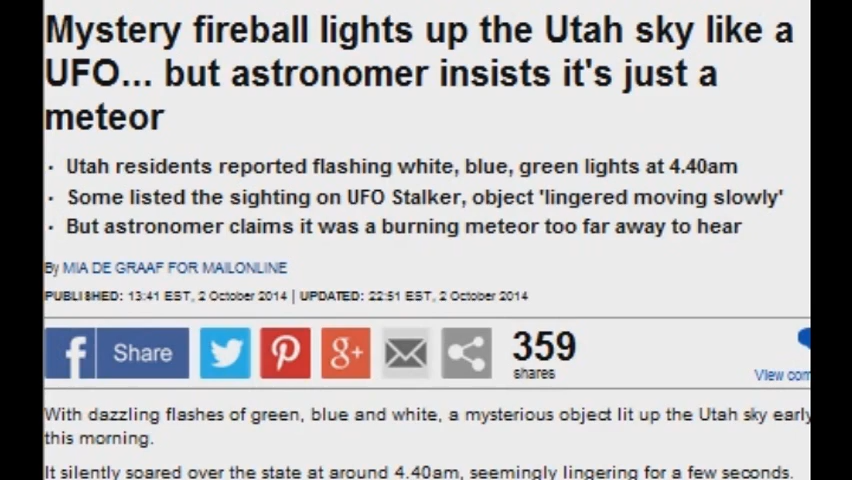 Mystery fireball lights up the Utah sky like a
UFO... but astronomer insists it's just a
meteor
· Utah residents reported flashing white, blue, green lights at 4.40am
· Some listed the sighting on UFO Stalker, object 'lingered moving slowly'
· But astronomer claims it was a burning meteor too far away to hear
By MIA DE GRAAF FOR MAILONLINE
PUBLISHED: 13:41 EST, 2 October 2014 | UPDATED: 22:51 EST, 2 October 2014
f Share g+ 359
shares
View com
With dazzling flashes of green, blue and white, a mysterious object lit up the Utah sky early
this morning.
It silently soared over the state at around 4.40am, seemingly lingering for a few seconds.